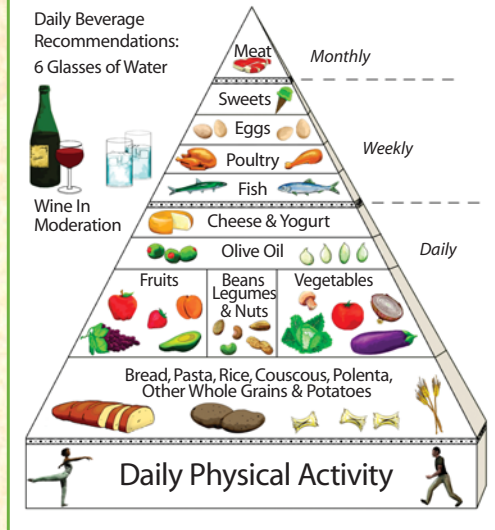 Daily Beverage
Recommendations:
6 Glasses of Water
Wine In
Moderation
Meat
Monthly
Sweets
Eggs
Weekly
Poultry
Fish
Cheese & Yogurt
Olive Oil
Daily
Fruits
Beans
Legumes
& Nuts
Vegetables
Bread, Pasta, Rice, Couscous, Polenta,
Other Whole Grains & Potatoes
Daily Physical Activity